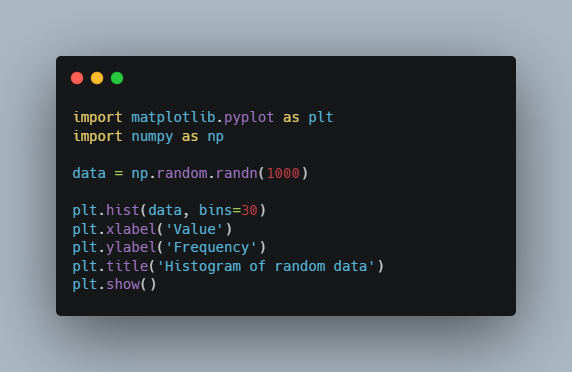 import matplotlib.pyplot as plt
import numpy as np
data = np.random.randn(1000)
plt.hist(data, bins=30)
plt.xlabel('Value')
plt.ylabel('Frequency')
plt.title('Histogram of random data')
plt.show()